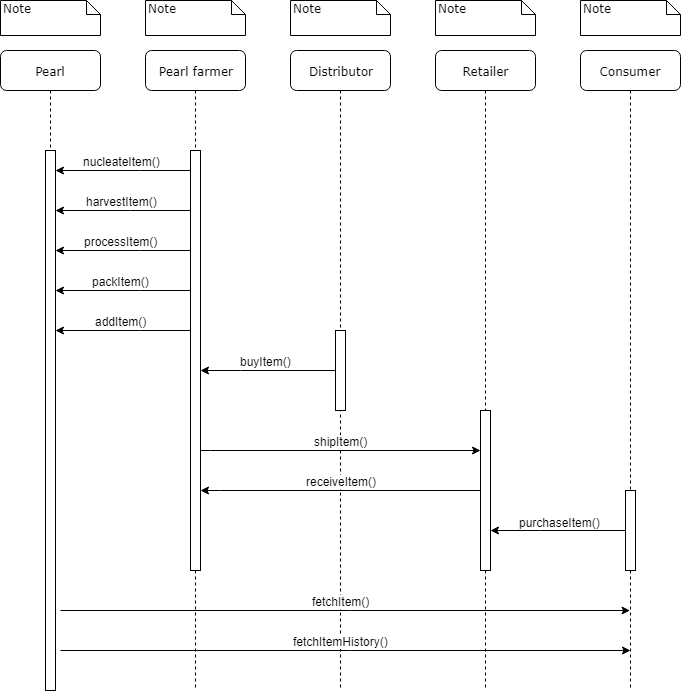 Note
Note
Note
Note
Note
Pearl
Pearl farmer
Distributor
Retailer
Consumer
nucleateItem()
harvestItem()
processItem()
packItem()
addItem()
buyItem()
shipItem()
receiveItem()
purchaseItem()
fetchItem()
fetchItemHistory()